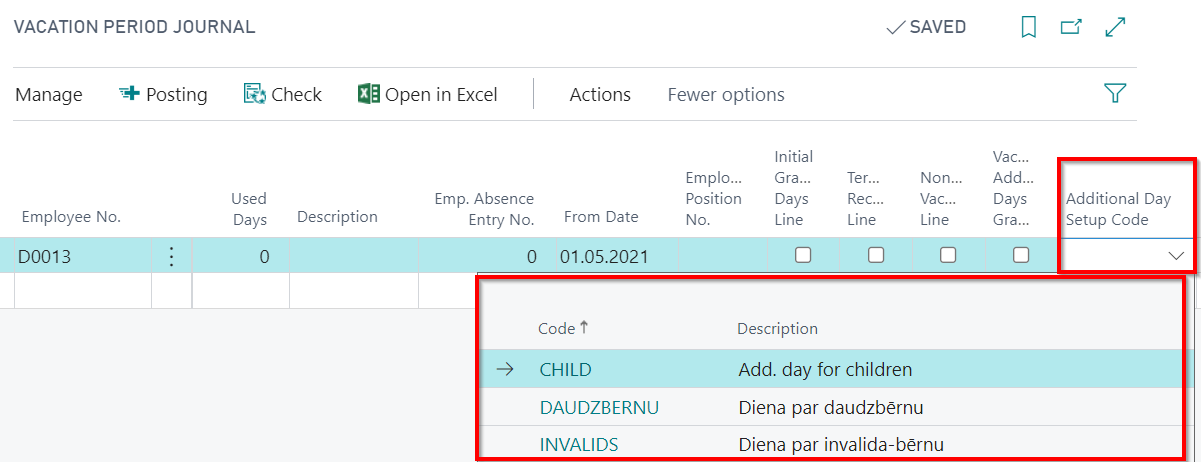 VACATION PERIOD JOURNAL
SAVED
Manage Posting Check Open in Excel Actions Fewer options
Employee No.
Used
Days
Description
Emp. Absence
Entry No.
From Date
Emplo...
Position
No.
Initial
Gra...
Days
Line
Ter...
Rec...
Line
Non...
Vac...
Line
Vac...
Add...
Days
Gra...
Additional Day
Setup Code
D0013 0 0 01.05.2021
Code Description
CHILD Add. day for children
DAUDZBERNU Diena par daudzbērnu
INVALIDS Diena par invalida-bērnu